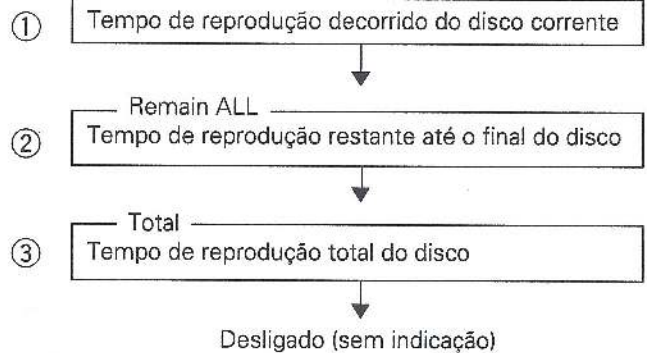 ① Tempo de reprodução decorrido do disco corrente
Remain ALL
② Tempo de reprodução restante até o final do disco
Total
③ Tempo de reprodução total do disco
Desligado (sem indicação)